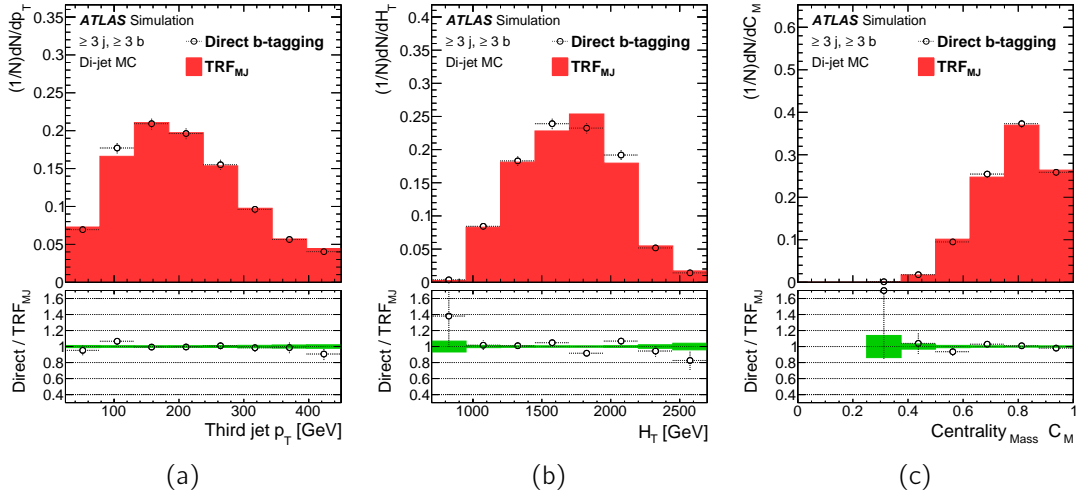 (1/N)dN/dp_T
0.35
0.3
0.25
0.2
0.15
0.1
0.05
0
ATLAS Simulation
≥ 3 j, ≥ 3 b
Di-jet MC
Direct b-tagging
TRF_MJ
Direct / TRF_MJ
1.6
1.4
1.2
1
0.8
0.6
0.4
100 200 300 400
Third jet p_T [GeV]
(a)
(1/N)dN/dH_T
0.4
0.35
0.3
0.25
0.2
0.15
0.1
0.05
0
ATLAS Simulation
≥ 3 j, ≥ 3 b
Di-jet MC
Direct b-tagging
TRF_MJ
Direct / TRF_MJ
1.6
1.4
1.2
1
0.8
0.6
0.4
1000 1500 2000 2500
H_T [GeV]
(b)
(1/N)dN/dC_M
0.6
0.5
0.4
0.3
0.2
0.1
0
ATLAS Simulation
≥ 3 j, ≥ 3 b
Di-jet MC
Direct b-tagging
TRF_MJ
Direct / TRF_MJ
1.6
1.4
1.2
1
0.8
0.6
0.4
0 0.2 0.4 0.6 0.8 1
Centrality_Mass C_M
(c)